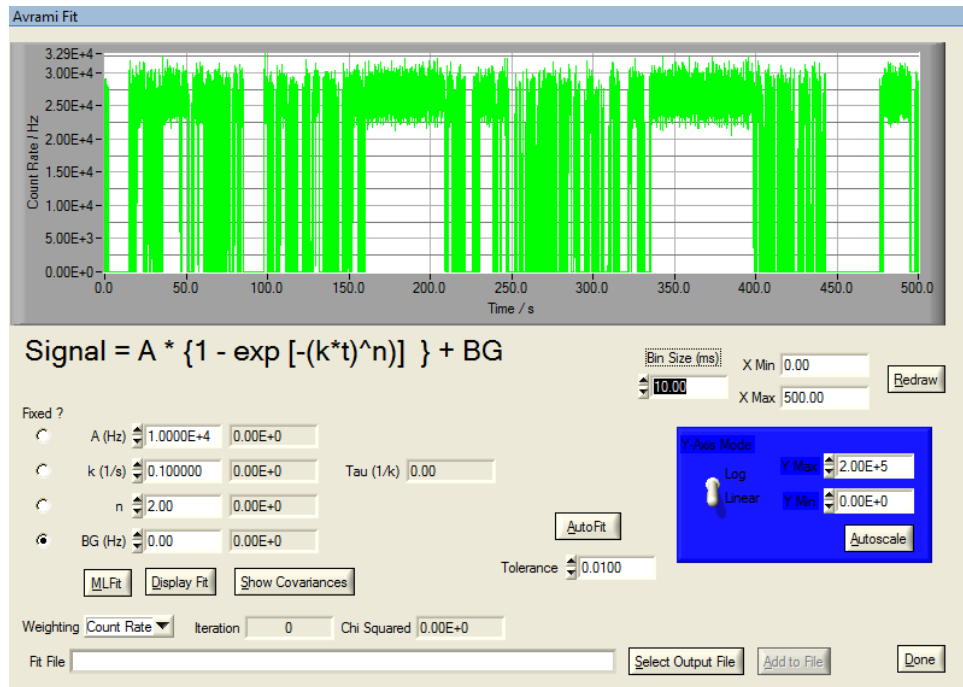 Avrami Fit
3.29E+4
3.00E+4
2.50E+4
2.00E+4
1.50E+4
1.00E+4
5.00E+3
0.00E+0
Count Rate / Hz
0.0 50.0 100.0 150.0 200.0 250.0 300.0 350.0 400.0 450.0 500.0
Time / s
Signal = A * {1 - exp [-(k*t)^n)] } + BG
Bin Size (ms)
10.00
X Min 0.00
X Max 500.00
Redraw
Fixed ?
A (Hz) 1.0000E+4 0.00E+0
k (1/s) 0.100000 0.00E+0 Tau (1/k) 0.00
n 2.00 0.00E+0
BG (Hz) 0.00 0.00E+0
Y-Axis Mode
Log
Linear
Y Max 2.00E+5
Y Min 0.00E+0
Autoscale
AutoFit
Tolerance 0.0100
MLFit Display Fit Show Covariances
Weighting Count Rate Iteration 0 Chi Squared 0.00E+0
Fit File Select Output File Add to File Done